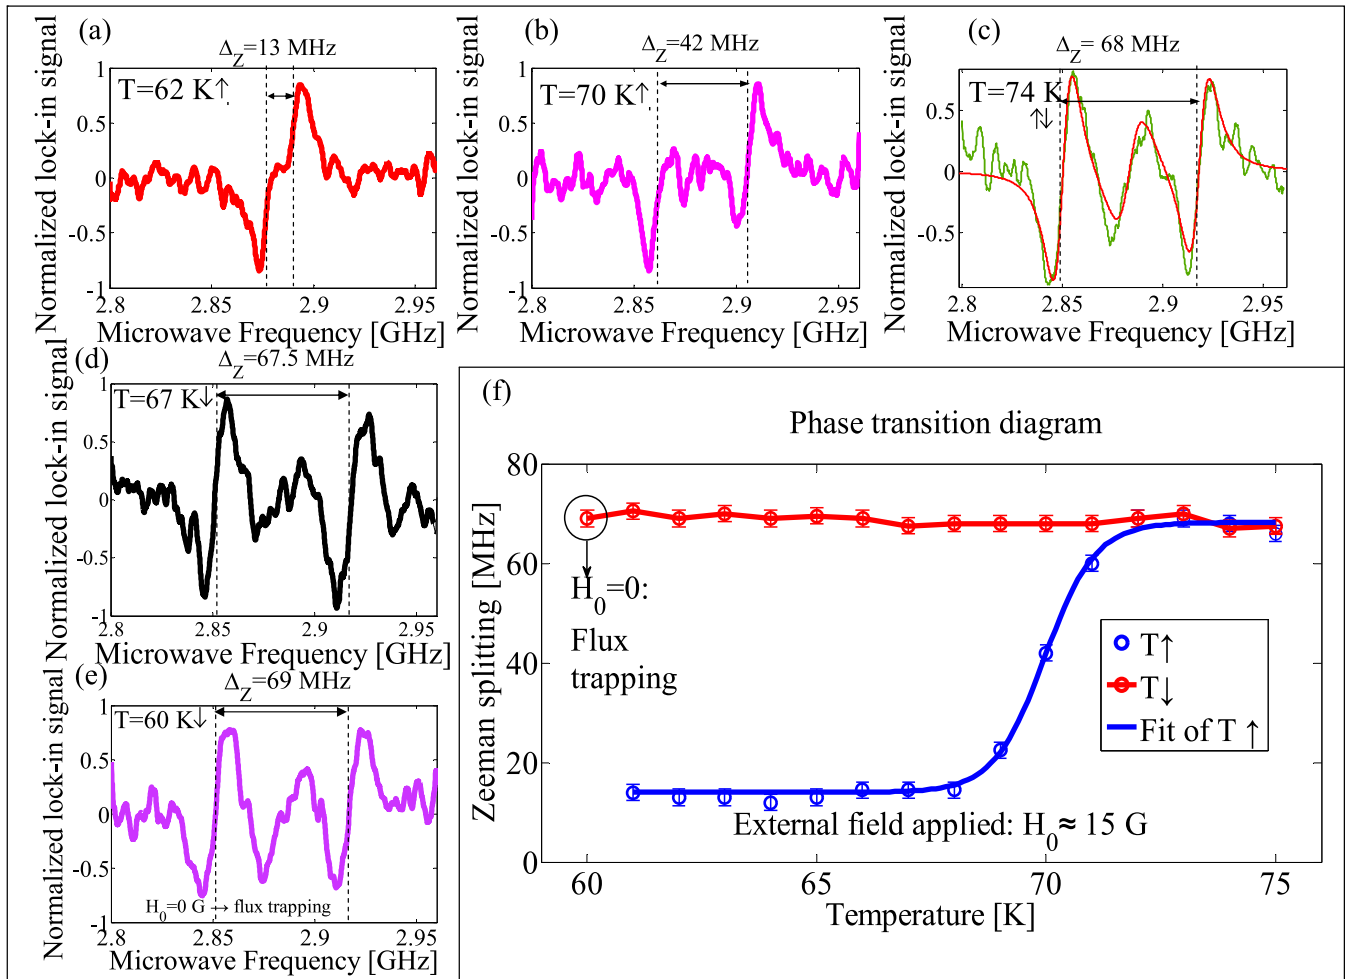 (a)
Δ_Z=13 MHz
T=62 K↑
Normalized lock-in signal
1
0.5
0
-0.5
-1
2.8
2.85
2.9
2.95
Microwave Frequency [GHz]
(b)
Δ_Z=42 MHz
T=70 K↑
Normalized lock-in signal
1
0.5
0
-0.5
-1
2.8
2.85
2.9
2.95
Microwave Frequency [GHz]
(c)
Δ_Z= 68 MHz
T=74 K
↑↓
Normalized lock-in signal
0.5
0
-0.5
2.8
2.85
2.9
2.95
Microwave Frequency [GHz]
(d)
Δ_Z=67.5 MHz
T=67 K↓
Normalized lock-in signal
1
0.5
0
-0.5
-1
2.8
2.85
2.9
2.95
Microwave Frequency [GHz]
(e)
Δ_Z=69 MHz
T=60 K↓
Normalized lock-in signal
1
0.5
0
-0.5
-1
H_0=0 G → flux trapping
2.8
2.85
2.9
2.95
Microwave Frequency [GHz]
(f)
Phase transition diagram
Zeeman splitting [MHz]
80
60
40
20
0
H_0=0:
Flux
trapping
T↑
T↓
Fit of T ↑
External field applied: H_0≈ 15 G
60
65
70
75
Temperature [K]